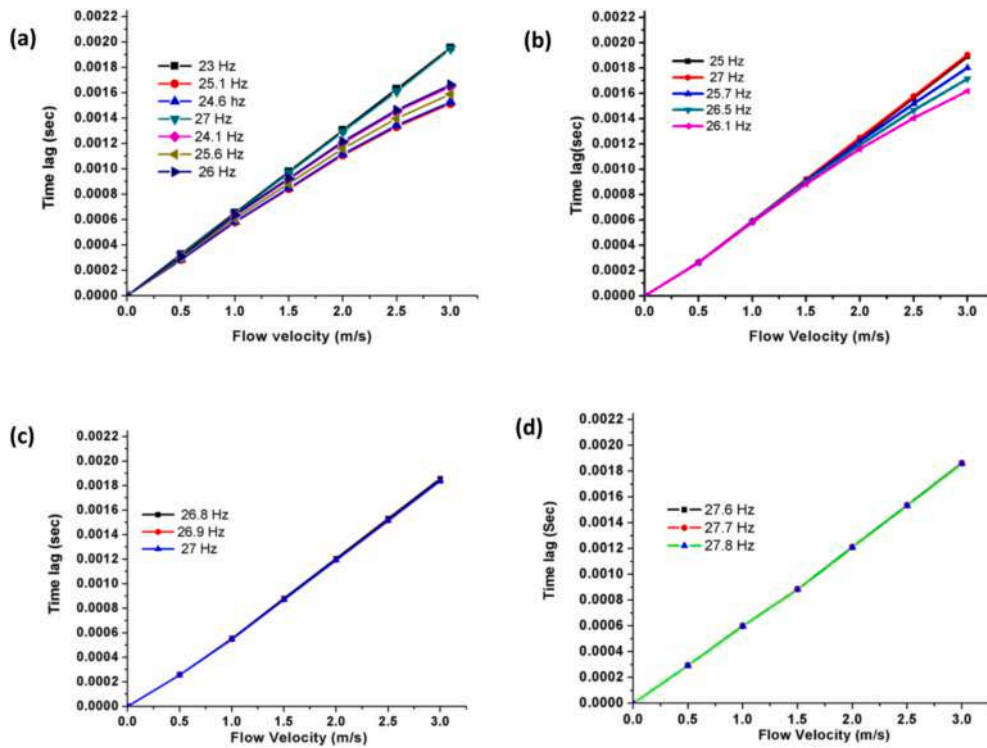 (a)
Time lag (sec)
0.0022
0.0020
0.0018
0.0016
0.0014
0.0012
0.0010
0.0008
0.0006
0.0004
0.0002
0.0000
23 Hz
25.1 Hz
24.6 hz
27 Hz
24.1 Hz
25.6 Hz
26 Hz
0.0 0.5 1.0 1.5 2.0 2.5 3.0
Flow velocity (m/s)
(b)
Time lag(sec)
0.0022
0.0020
0.0018
0.0016
0.0014
0.0012
0.0010
0.0008
0.0006
0.0004
0.0002
0.0000
25 Hz
27 Hz
25.7 Hz
26.5 Hz
26.1 Hz
0.0 0.5 1.0 1.5 2.0 2.5 3.0
Flow Velocity (m/s)
(c)
Time lag (sec)
0.0022
0.0020
0.0018
0.0016
0.0014
0.0012
0.0010
0.0008
0.0006
0.0004
0.0002
0.0000
26.8 Hz
26.9 Hz
27 Hz
0.0 0.5 1.0 1.5 2.0 2.5 3.0
Flow Velocity (m/s)
(d)
Time lag (Sec)
0.0022
0.0020
0.0018
0.0016
0.0014
0.0012
0.0010
0.0008
0.0006
0.0004
0.0002
0.0000
27.6 Hz
27.7 Hz
27.8 Hz
0.0 0.5 1.0 1.5 2.0 2.5 3.0
Flow Velocity (m/s)